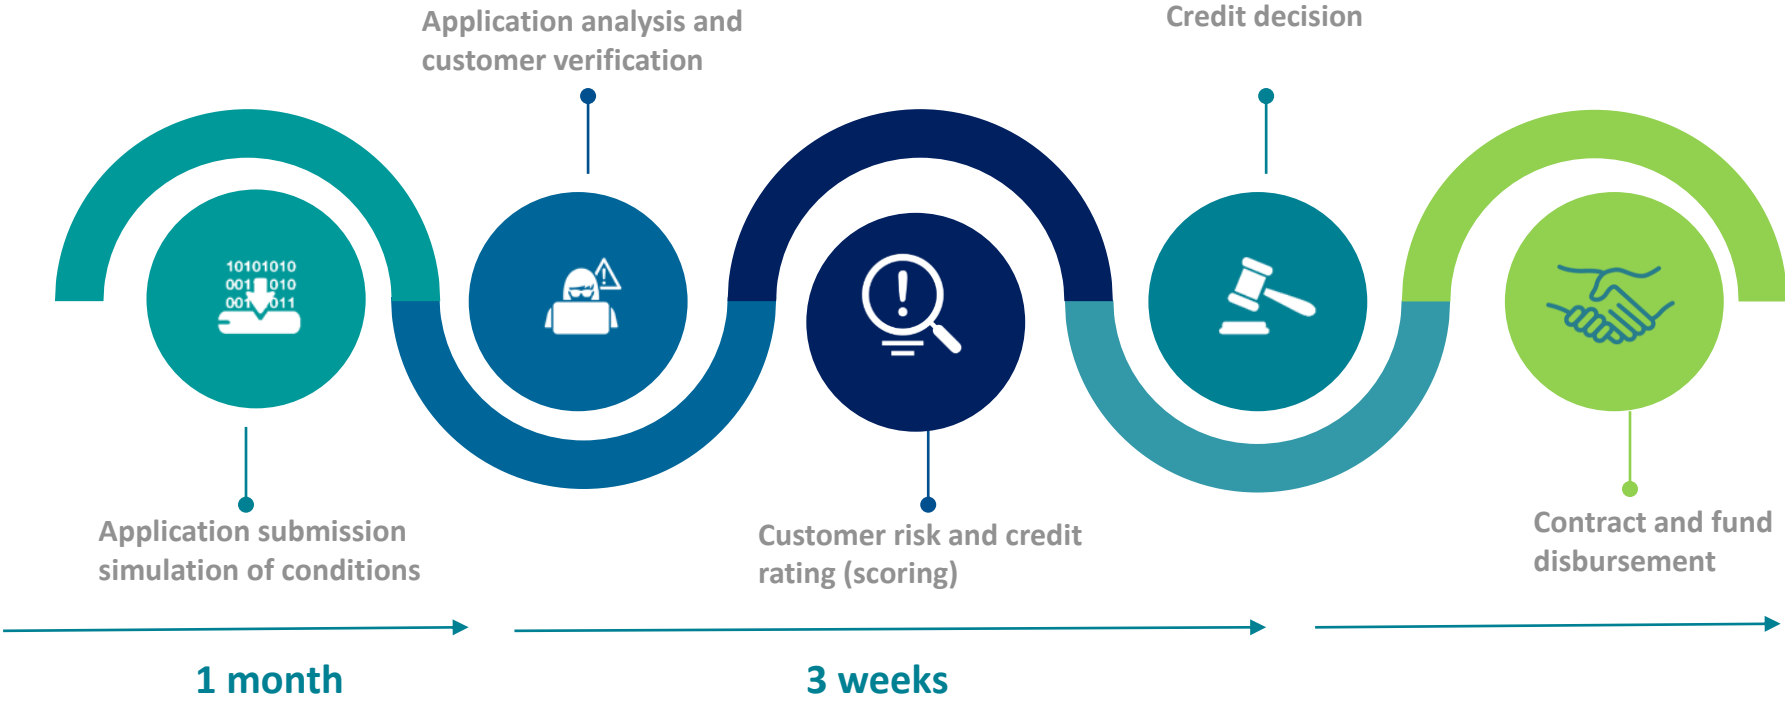 Application analysis and
customer verification
Credit decision
10101010
001 010
00 011
Application submission
simulation of conditions
Customer risk and credit
rating (scoring)
Contract and fund
disbursement
1 month
3 weeks